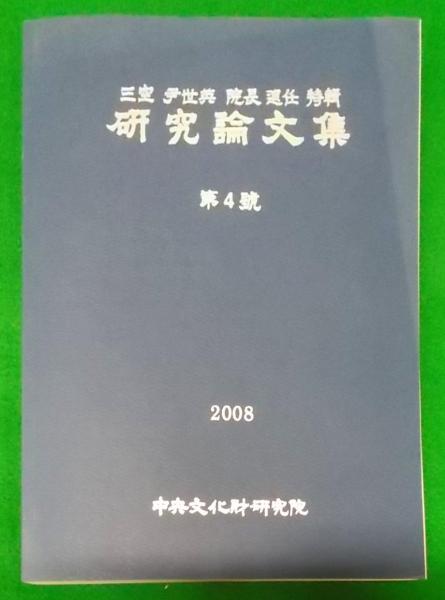 三空 尹世英 院長 退任 特輯
研究論文集
第4號
2008
中央文化財研究院